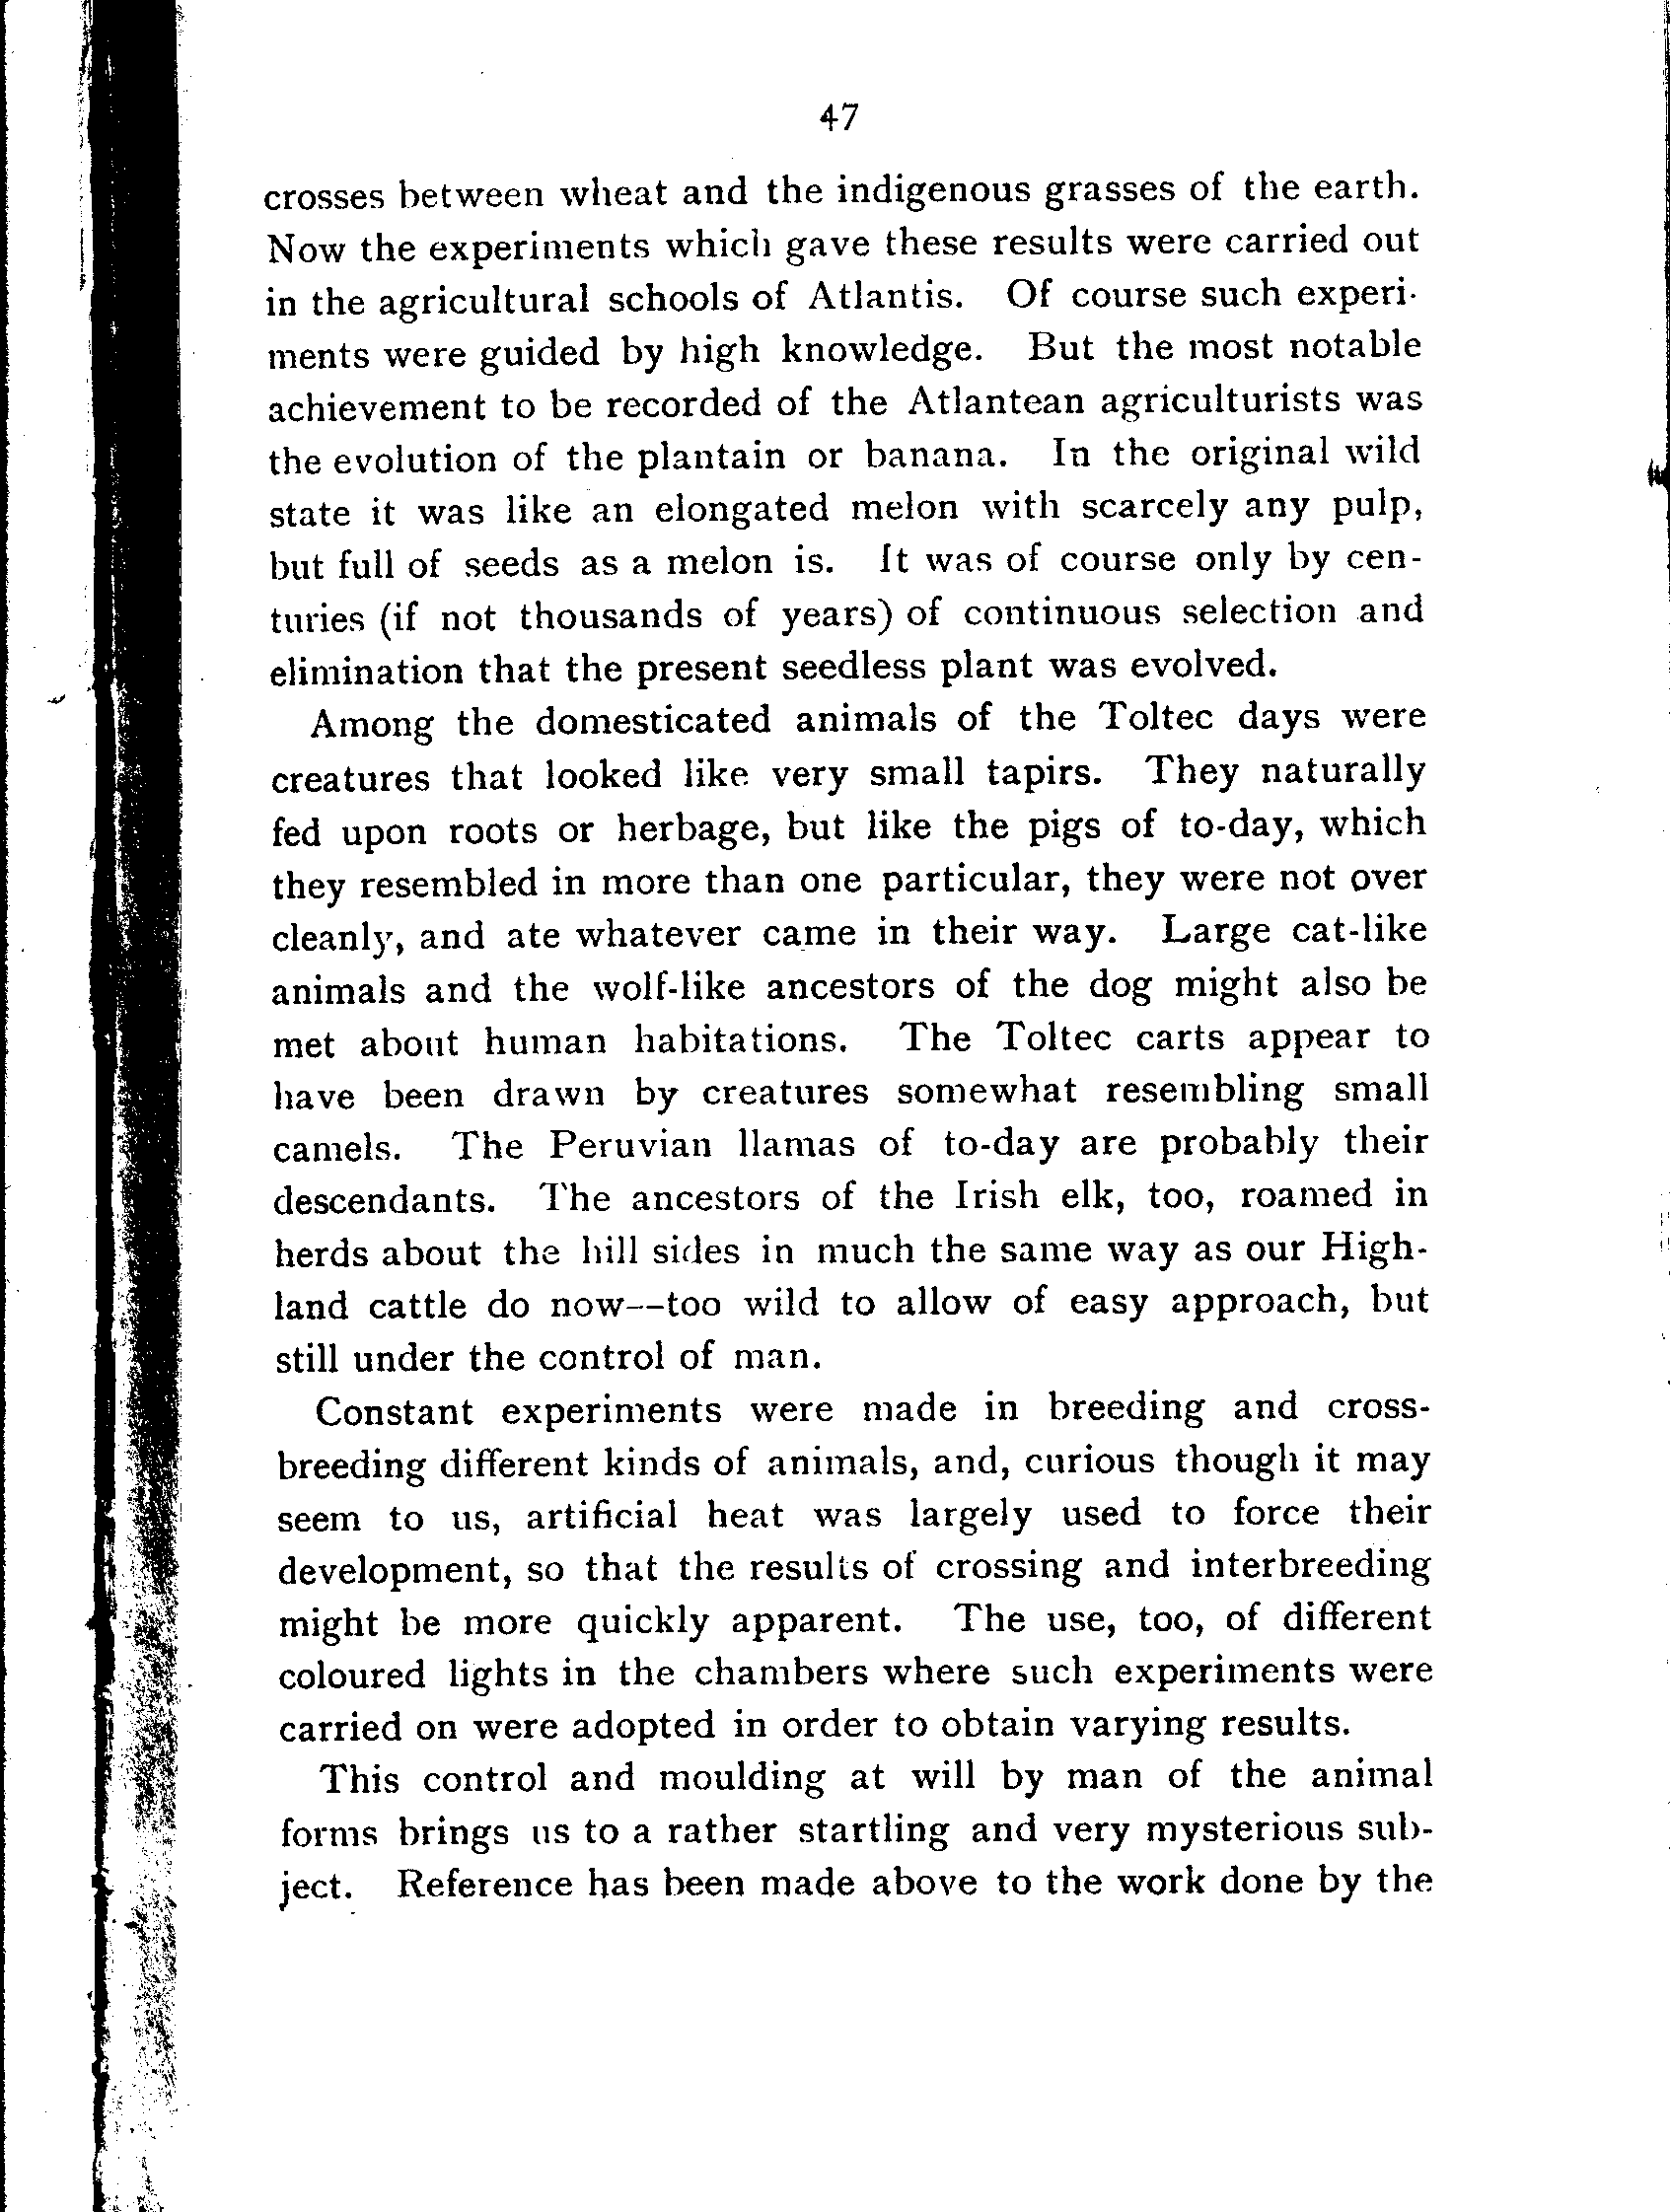 47
crosses between wheat and the indigenous grasses of the earth.
Now the experiments which gave these results were carried out
in the agricultural schools of Atlantis. Of course such experi-
ments were guided by high knowledge. But the most notable
achievement to be recorded of the Atlantean agriculturists was
the evolution of the plantain or banana. In the original wild
state it was like an elongated melon with scarcely any pulp,
but full of seeds as a melon is. It was of course only by cen-
turies (if not thousands of years) of continuous selection and
elimination that the present seedless plant was evolved.
Among the domesticated animals of the Toltec days were
creatures that looked like very small tapirs. They naturally
fed upon roots or herbage, but like the pigs of to-day, which
they resembled in more than one particular, they were not over
cleanly, and ate whatever came in their way. Large cat-like
animals and the wolf-like ancestors of the dog might also be
met about human habitations. The Toltec carts appear to
have been drawn by creatures somewhat resembling small
camels. The Peruvian llamas of to-day are probably their
descendants. The ancestors of the Irish elk, too, roamed in
herds about the hill sides in much the same way as our High-
land cattle do now--too wild to allow of easy approach, but
still under the control of man.
Constant experiments were made in breeding and cross-
breeding different kinds of animals, and, curious though it may
seem to us, artificial heat was largely used to force their
development, so that the results of crossing and interbreeding
might be more quickly apparent. The use, too, of different
coloured lights in the chambers where such experiments were
carried on were adopted in order to obtain varying results.
This control and moulding at will by man of the animal
forms brings us to a rather startling and very mysterious sub-
ject. Reference has been made above to the work done by the